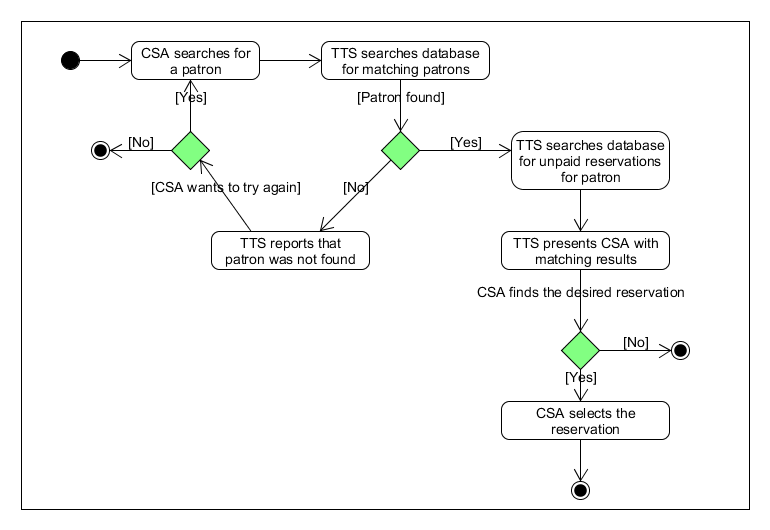 CSA searches for
a patron
TTS searches database
for matching patrons
[Yes]
[Patron found]
[No]
[Yes]
TTS searches database
for unpaid reservations
for patron
[CSA wants to try again]
[No]
TTS reports that
patron was not found
TTS presents CSA with
matching results
CSA finds the desired reservation
[No]
[Yes]
CSA selects the
reservation